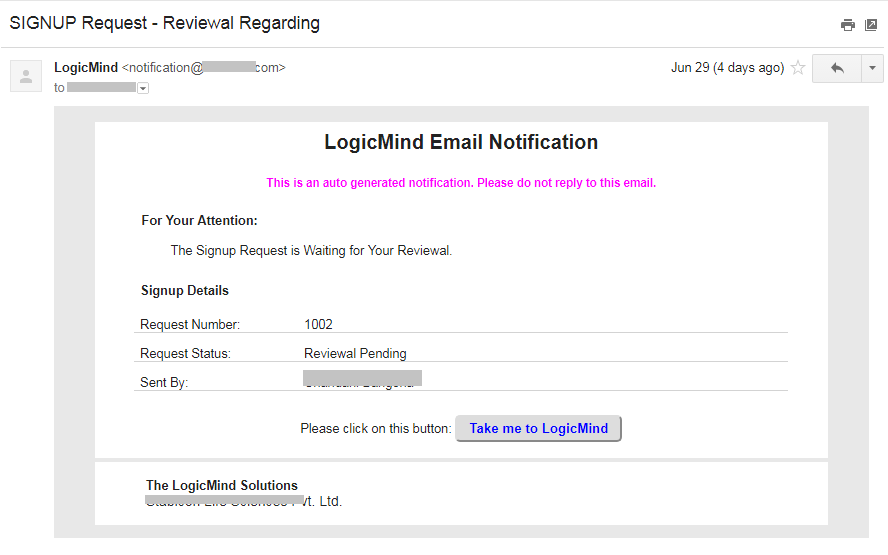 SIGNUP Request - Reviewal Regarding
LogicMind <notification@ com>
Jun 29 (4 days ago)
to
LogicMind Email Notification
This is an auto generated notification. Please do not reply to this email.
For Your Attention:
The Signup Request is Waiting for Your Reviewal.
Signup Details
Request Number: 1002
Request Status: Reviewal Pending
Sent By:
Please click on this button: Take me to LogicMind
The LogicMind Solutions
Ltd.